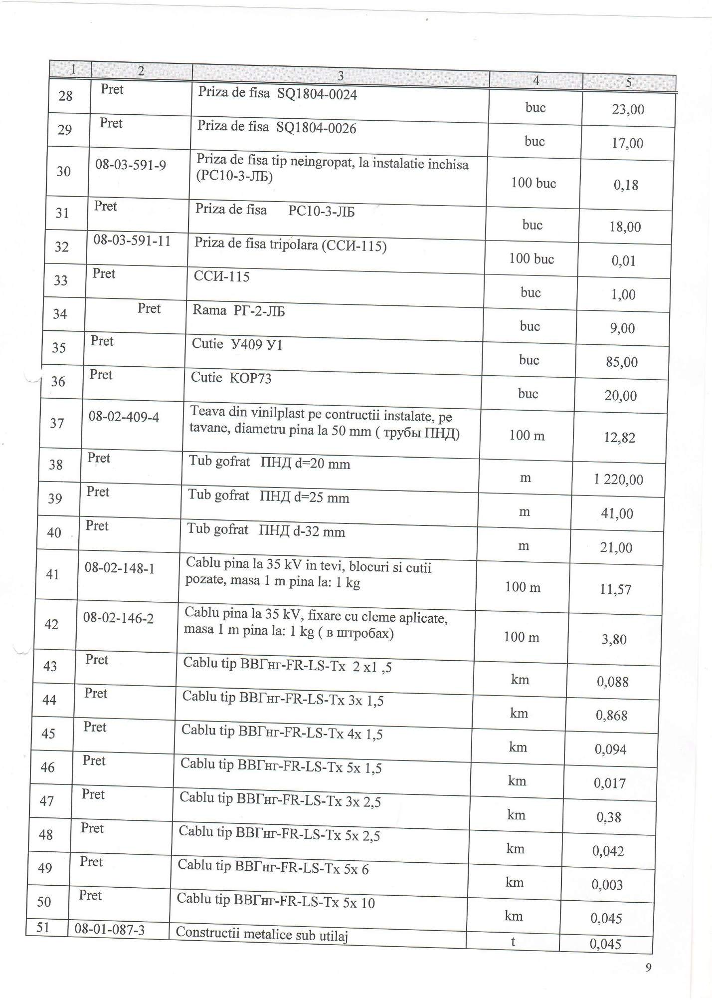 1 2 3 4 5
28 Pret Priza de fisa SQ1804-0024 buc 23,00
29 Pret Priza de fisa SQ1804-0026 buc 17,00
30 08-03-591-9 Priza de fisa tip neingropat, la instalatie inchisa
(РС10-3-ЛБ) 100 buc 0,18
31 Pret Priza de fisa РС10-3-ЛБ buc 18,00
32 08-03-591-11 Priza de fisa tripolara (ССИ-115) 100 buc 0,01
33 Pret ССИ-115 buc 1,00
34 Pret Rama РГ-2-ЛБ buc 9,00
35 Pret Cutie У409 У1 buc 85,00
36 Pret Cutie КОР73 buc 20,00
37 08-02-409-4 Teava din vinilplast pe contructii instalate, pe
tavane, diametru pina la 50 mm ( трубы ПНД) 100 m 12,82
38 Pret Tub gofrat ПНД d=20 mm m 1 220,00
39 Pret Tub gofrat ПНД d=25 mm m 41,00
40 Pret Tub gofrat ПНД d-32 mm m 21,00
41 08-02-148-1 Cablu pina la 35 kV in tevi, blocuri si cutii
pozate, masa 1 m pina la: 1 kg 100 m 11,57
42 08-02-146-2 Cablu pina la 35 kV, fixare cu cleme aplicate,
masa 1 m pina la: 1 kg ( в штробах) 100 m 3,80
43 Pret Cablu tip ВВГнг-FR-LS-Tx 2 x1 ,5 km 0,088
44 Pret Cablu tip ВВГнг-FR-LS-Tx 3x 1,5 km 0,868
45 Pret Cablu tip ВВГнг-FR-LS-Tx 4x 1,5 km 0,094
46 Pret Cablu tip ВВГнг-FR-LS-Tx 5x 1,5 km 0,017
47 Pret Cablu tip ВВГнг-FR-LS-Tx 3x 2,5 km 0,38
48 Pret Cablu tip ВВГнг-FR-LS-Tx 5x 2,5 km 0,042
49 Pret Cablu tip ВВГнг-FR-LS-Tx 5x 6 km 0,003
50 Pret Cablu tip ВВГнг-FR-LS-Tx 5x 10 km 0,045
51 08-01-087-3 Constructii metalice sub utilaj t 0,045
9